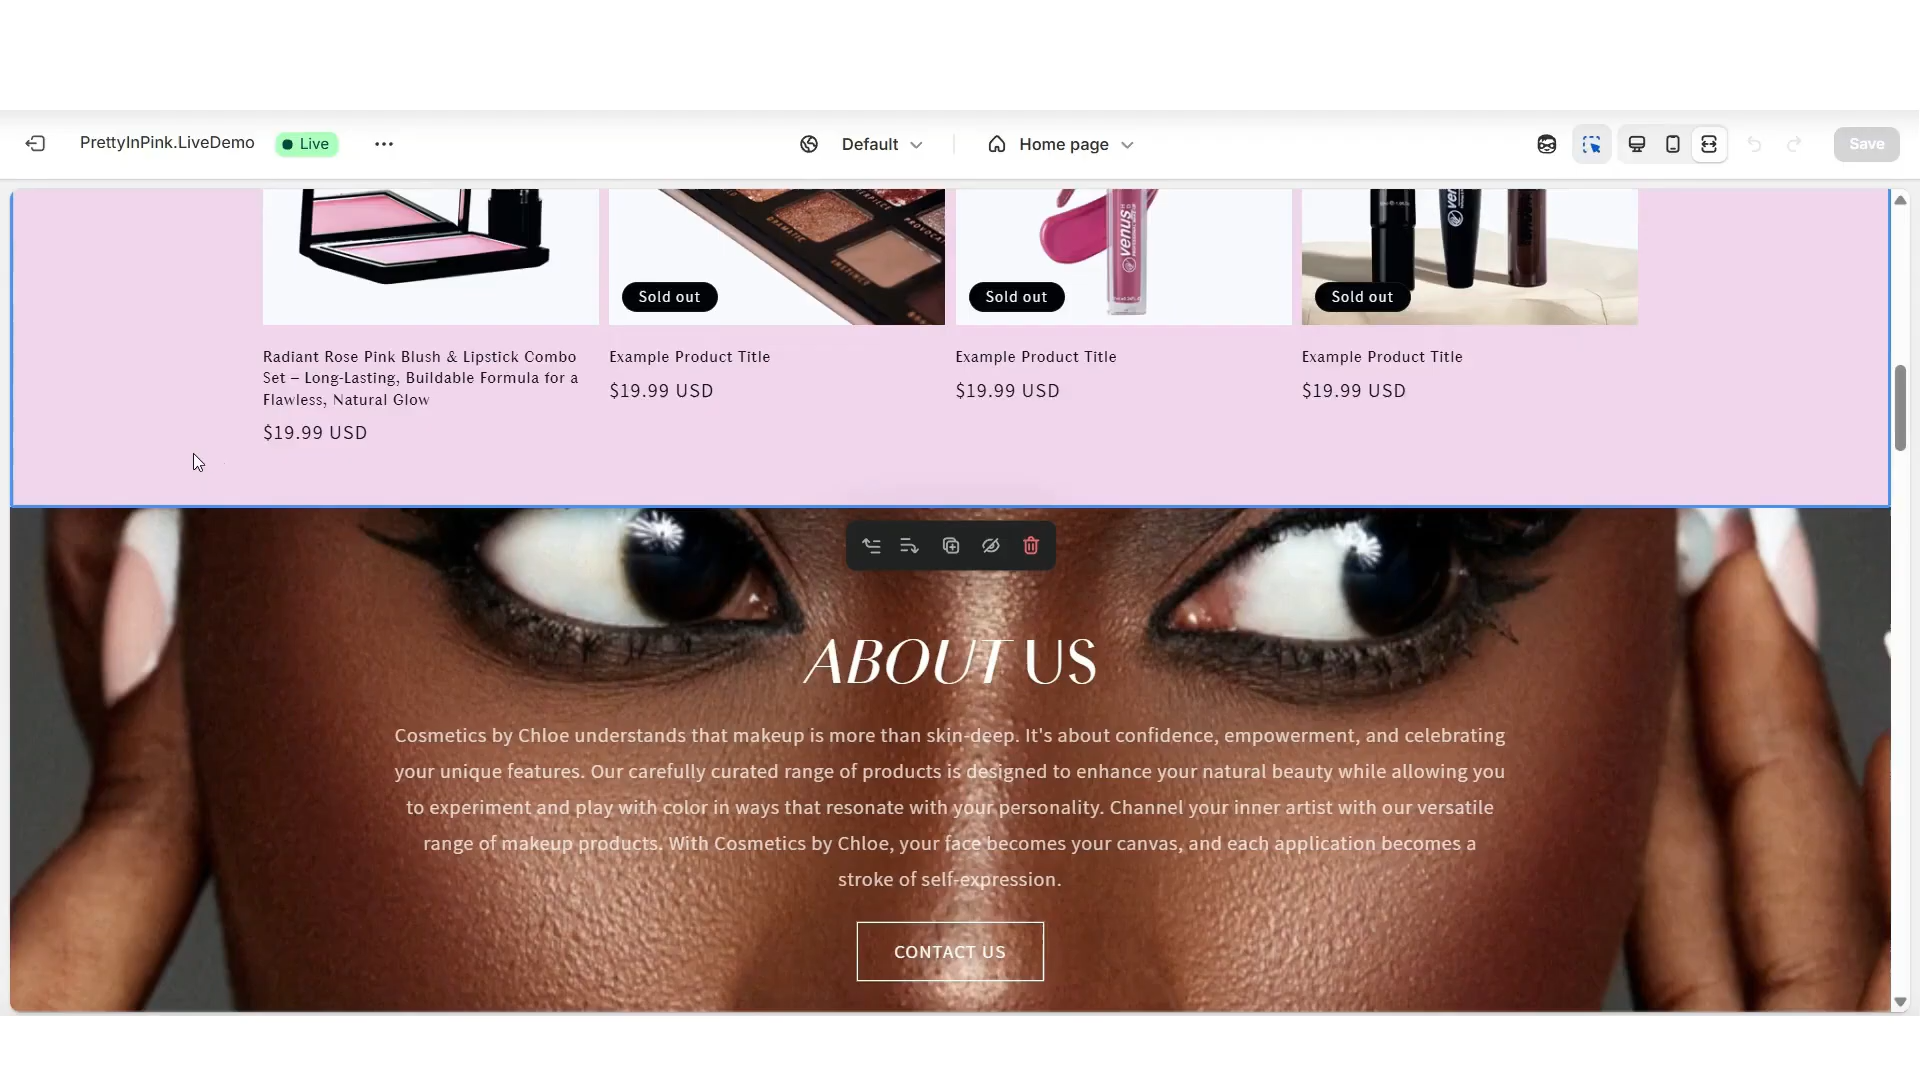 PrettyInPink.LiveDemo Live ... Default Home page Save
DRAMATIC
INSTINCT
venus
Sold out Sold out Sold out
Radiant Rose Pink Blush & Lipstick Combo
Set – Long-Lasting, Buildable Formula for a
Flawless, Natural Glow
$19.99 USD
Example Product Title
$19.99 USD
Example Product Title
$19.99 USD
Example Product Title
$19.99 USD
ABOUT US
Cosmetics by Chloe understands that makeup is more than skin-deep. It's about confidence, empowerment, and celebrating
your unique features. Our carefully curated range of products is designed to enhance your natural beauty while allowing you
to experiment and play with color in ways that resonate with your personality. Channel your inner artist with our versatile
range of makeup products. With Cosmetics by Chloe, your face becomes your canvas, and each application becomes a
stroke of self-expression.
CONTACT US